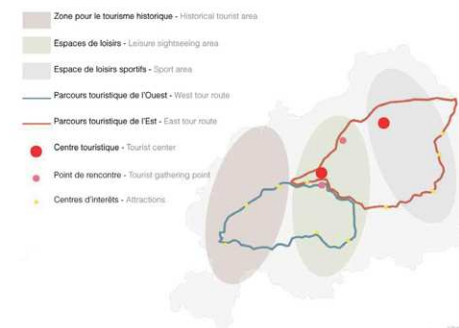 Zone pour le tourisme historique - Historical tourist area
Espaces de loisirs - Leisure sightseeing area
Espace de loisirs sportifs - Sport area
Parcours touristique de l'Ouest - West tour route
Parcours touristique de l'Est - East tour route
Centre touristique - Tourist center
Point de rencontre - Tourist gathering point
Centres d'interêts - Attractions